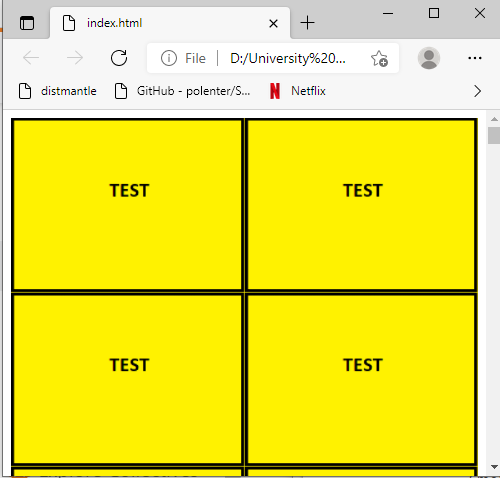 index.html
File | D:/University%20...
distmantle GitHub - polenter/S... Netflix
TEST TEST
TEST TEST